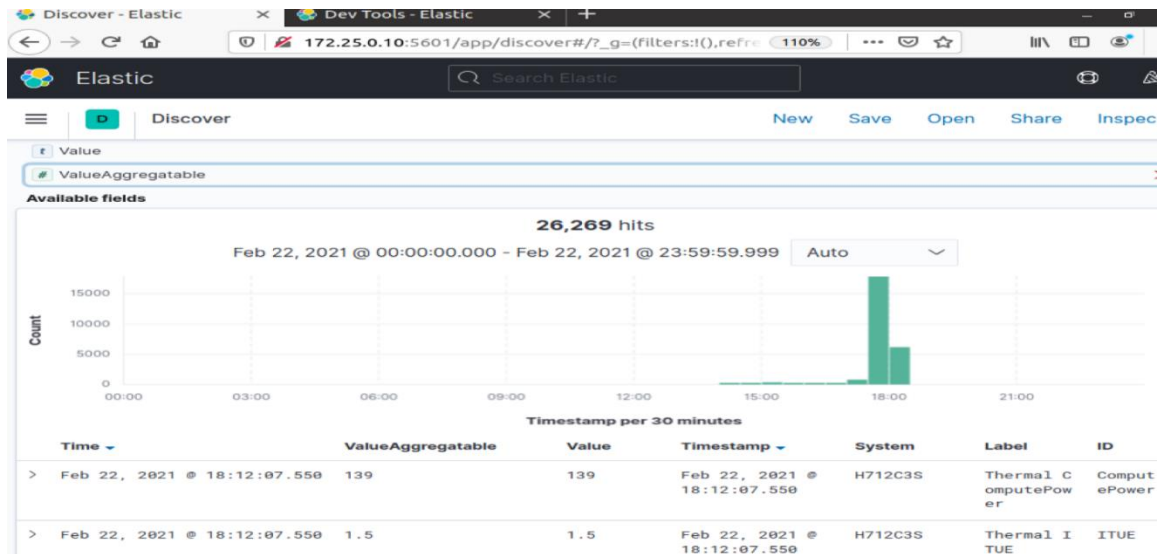 Discover - Elastic
Dev Tools - Elastic
172.25.0.10:5601/app/discover#/?_g=(filters:!(),refre 110%
Elastic
Search Elastic
D Discover New Save Open Share Inspec
t Value
# ValueAggregatable
Available fields
26,269 hits
Feb 22, 2021 @ 00:00:00.000 - Feb 22, 2021 @ 23:59:59.999 Auto
15000
10000
5000
0
Count
00:00 03:00 06:00 09:00 12:00 15:00 18:00 21:00
Timestamp per 30 minutes
Time ValueAggregatable Value Timestamp System Label ID
Feb 22, 2021 @ 18:12:07.550 139 139 Feb 22, 2021 @ H712C3S Thermal C Comput
18:12:07.550 omputePow ePower
er
Feb 22, 2021 @ 18:12:07.550 1.5 1.5 Feb 22, 2021 @ H712C3S Thermal I ITUE
18:12:07.550 TUE